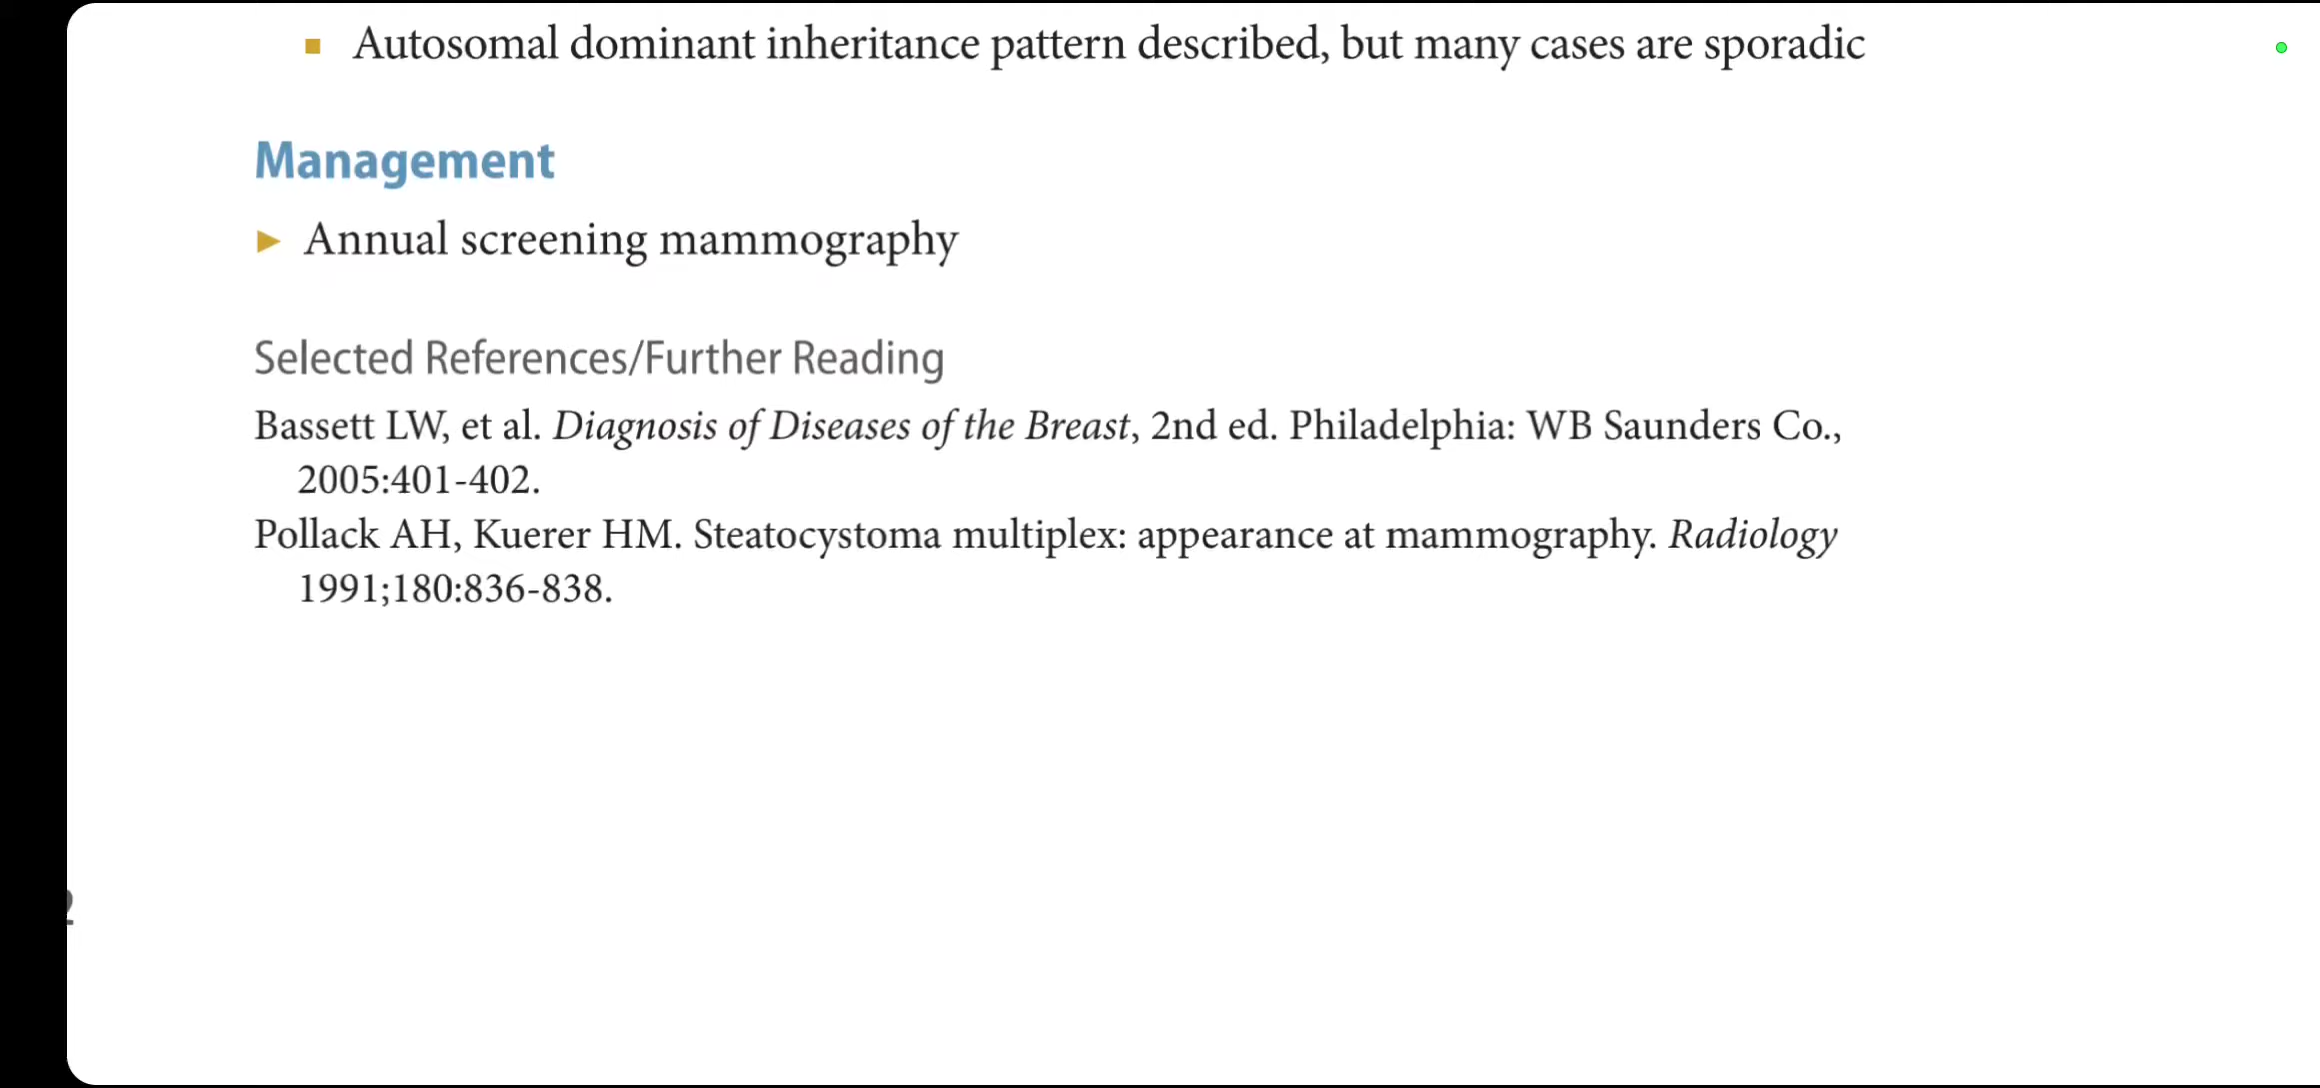 Autosomal dominant inheritance pattern described, but many cases are sporadic
Management
Annual screening mammography
Selected References/Further Reading
Bassett LW, et al. Diagnosis of Diseases of the Breast, 2nd ed. Philadelphia: WB Saunders Co.,
2005:401-402.
Pollack AH, Kuerer HM. Steatocystoma multiplex: appearance at mammography. Radiology
1991;180:836-838.